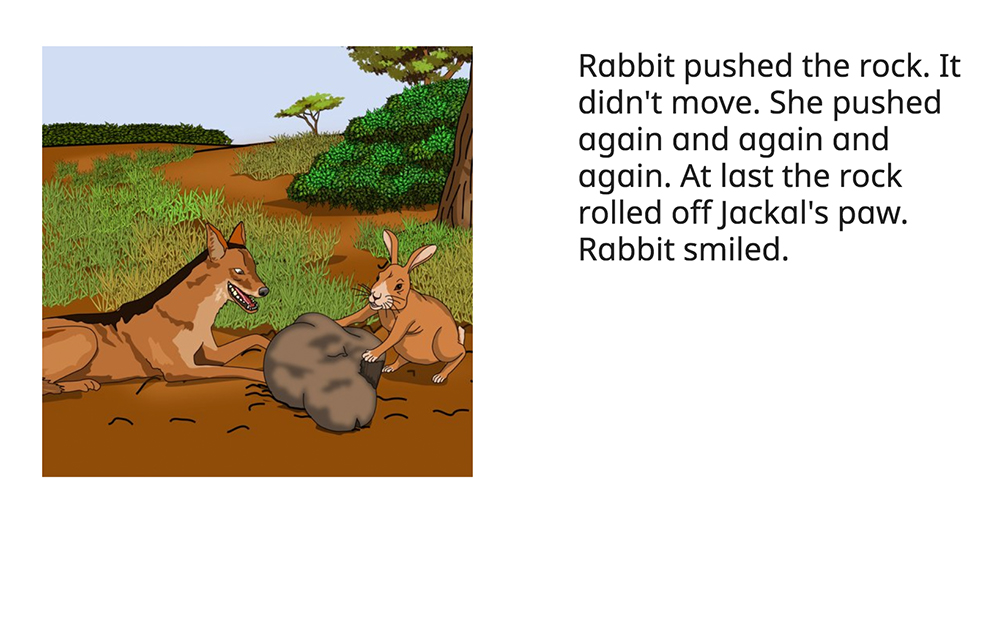 Rabbit pushed the rock. It
didn't move. She pushed
again and again and
again. At last the rock
rolled off Jackal's paw.
Rabbit smiled.